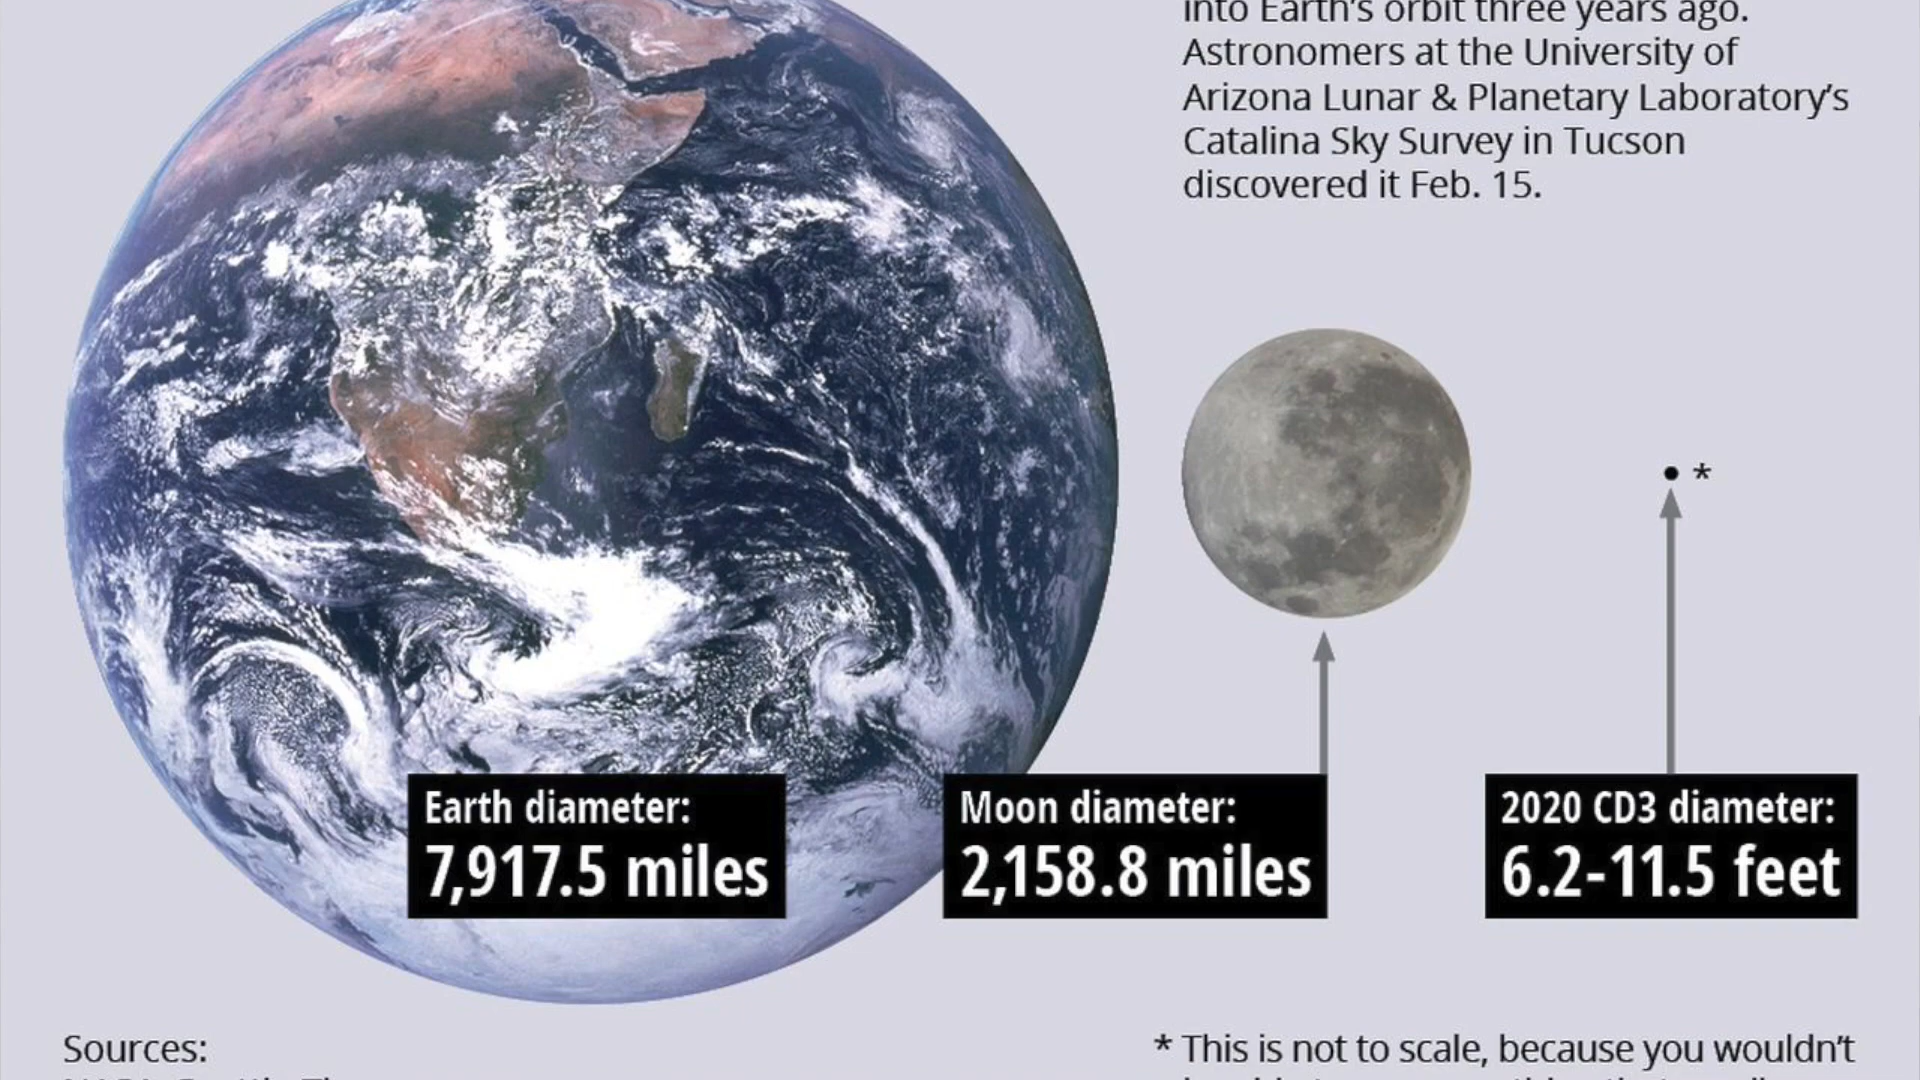 into Earth's orbit three years ago.
Astronomers at the University of
Arizona Lunar & Planetary Laboratory's
Catalina Sky Survey in Tucson
discovered it Feb. 15.
*
Earth diameter:
7,917.5 miles
Moon diameter:
2,158.8 miles
2020 CD3 diameter:
6.2-11.5 feet
Sources:
* This is not to scale, because you wouldn't